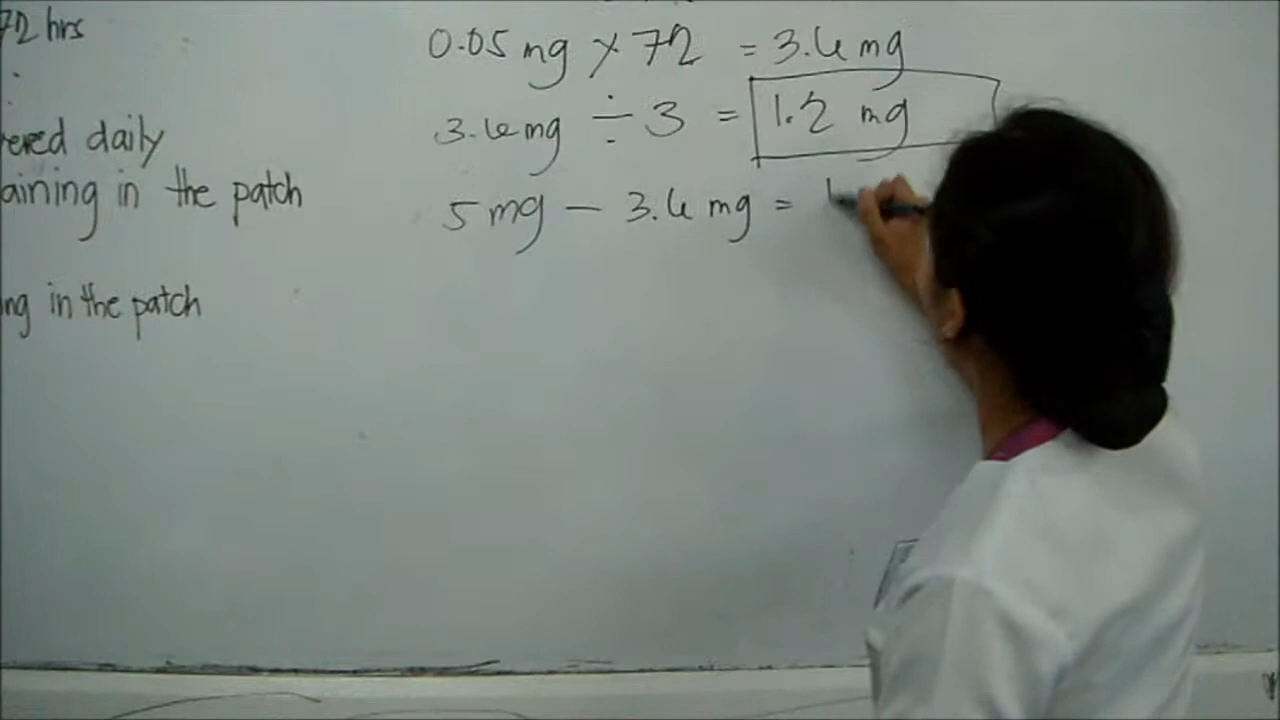 72 hrs
0.05 mg × 72 = 3.6 mg
3.6 mg ÷ 3 = 1.2 mg
ered daily
aining in the patch
5 mg − 3.6 mg = 1
ng in the patch